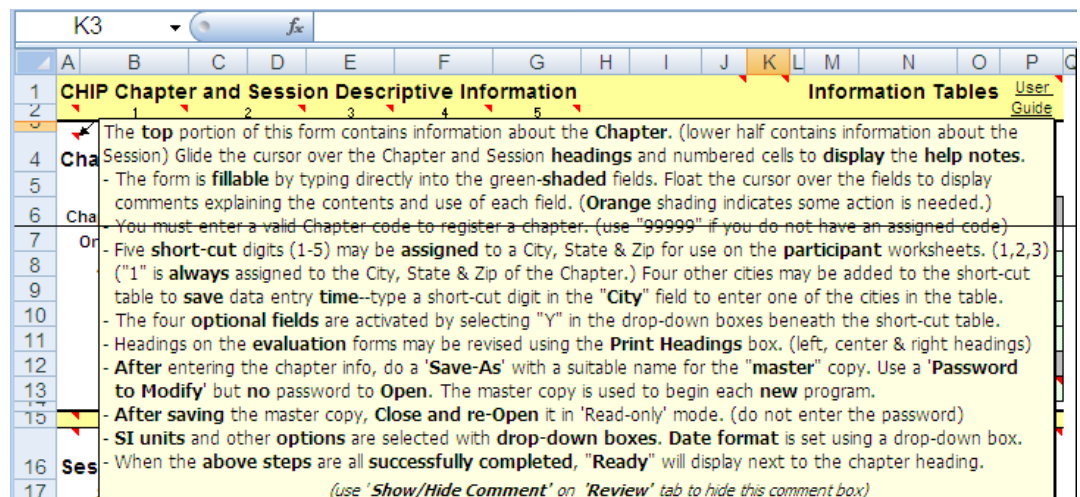 K3 fx
A B C D E F G H I J K L M N O P Q
1 CHIP Chapter and Session Descriptive Information Information Tables User
2 1 2 3 4 5 Guide
3 The top portion of this form contains information about the Chapter. (lower half contains information about the
4 Cha Session) Glide the cursor over the Chapter and Session headings and numbered cells to display the help notes.
5 - The form is fillable by typing directly into the green-shaded fields. Float the cursor over the fields to display
6 Cha comments explaining the contents and use of each field. (Orange shading indicates some action is needed.)
- You must enter a valid Chapter code to register a chapter. (use "99999" if you do not have an assigned code)
7 Or - Five short-cut digits (1-5) may be assigned to a City, State & Zip for use on the participant worksheets. (1,2,3)
8 ("1" is always assigned to the City, State & Zip of the Chapter.) Four other cities may be added to the short-cut
9 table to save data entry time--type a short-cut digit in the "City" field to enter one of the cities in the table.
10 - The four optional fields are activated by selecting "Y" in the drop-down boxes beneath the short-cut table.
11 - Headings on the evaluation forms may be revised using the Print Headings box. (left, center & right headings)
12 - After entering the chapter info, do a 'Save-As' with a suitable name for the "master" copy. Use a 'Password
13 to Modify' but no password to Open. The master copy is used to begin each new program.
14
15 - After saving the master copy, Close and re-Open it in 'Read-only' mode. (do not enter the password)
- SI units and other options are selected with drop-down boxes. Date format is set using a drop-down box.
16 Ses - When the above steps are all successfully completed, "Ready" will display next to the chapter heading.
17 (use 'Show/Hide Comment' on 'Review' tab to hide this comment box)